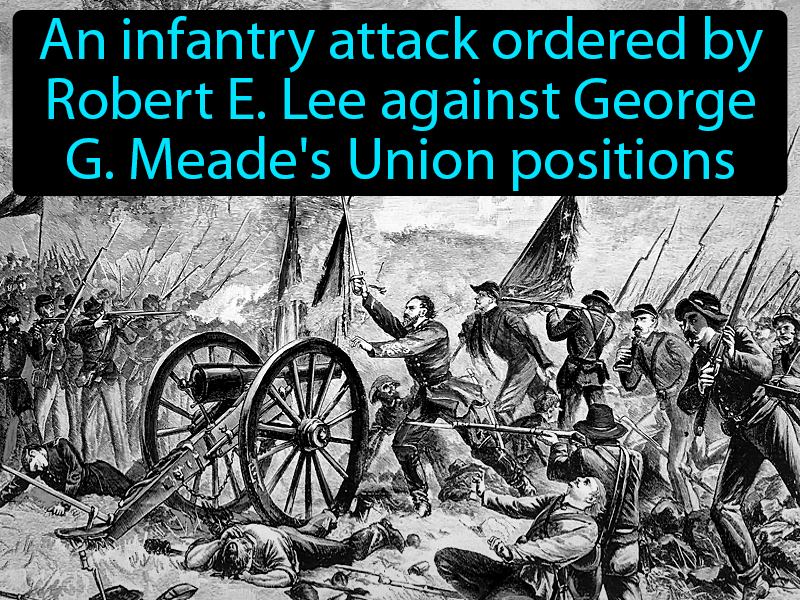 An infantry attack ordered by
Robert E. Lee against George
G. Meade's Union positions